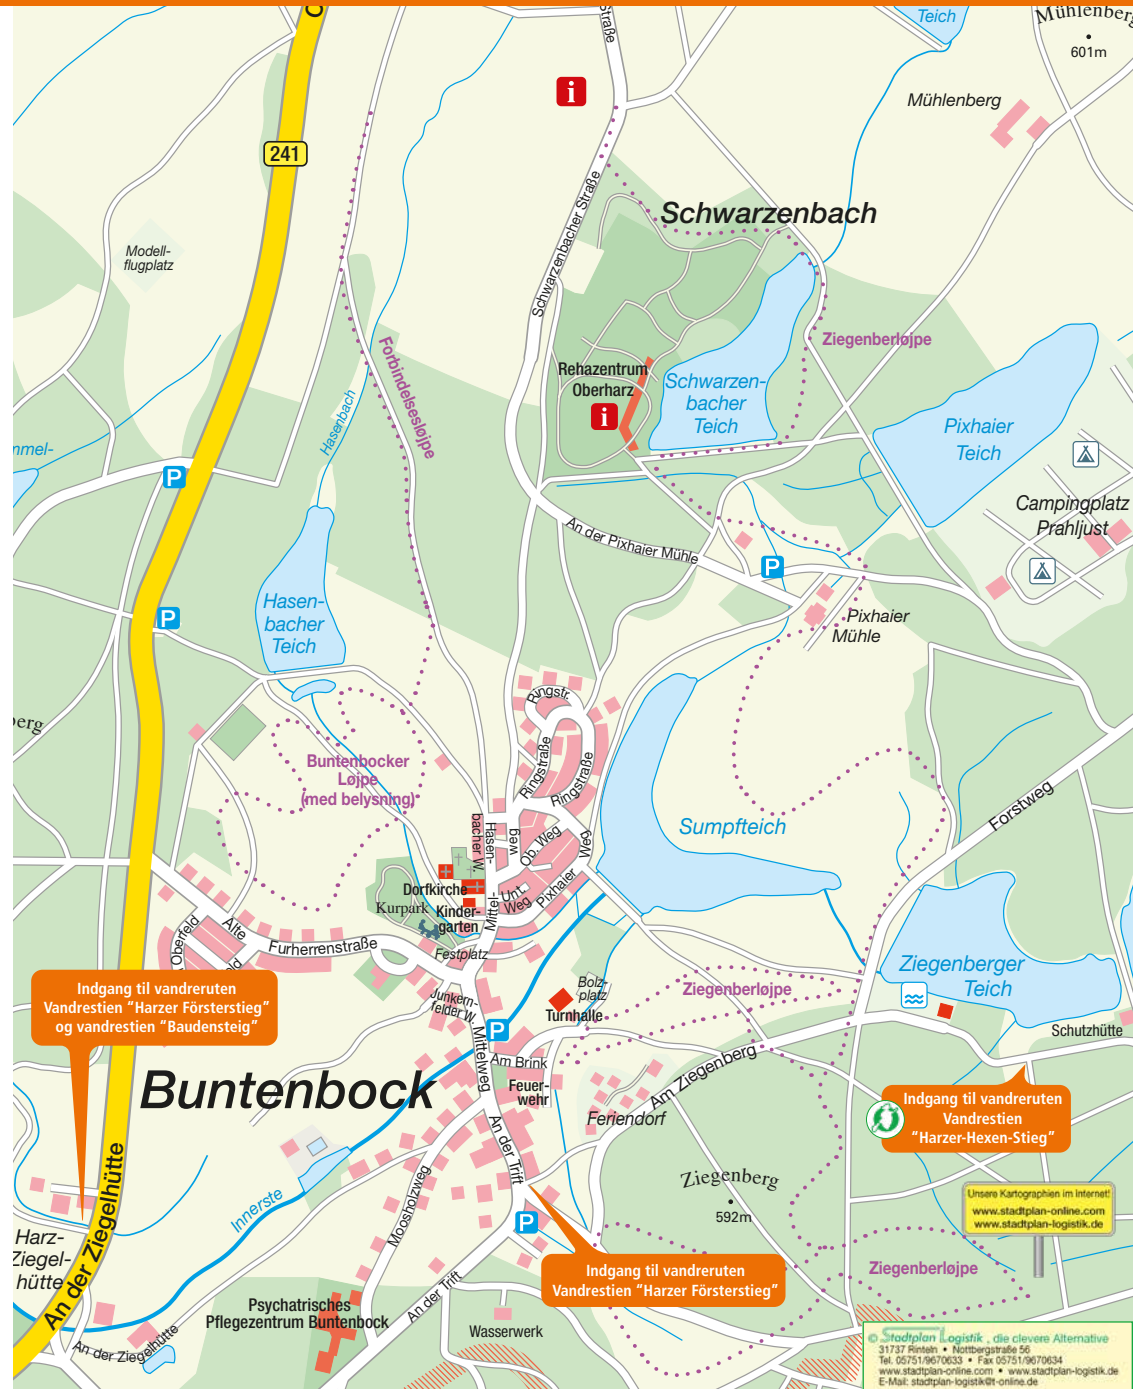 Straße
Teich
Mühlenberg
601m
Mühlenberg
241
Schwarzenbach
Modell-
flugplatz
Schwarzenbacher Straße
Ziegenberløjpe
Forbindelsesløjpe
Hasenbach
Rehazentrum
Oberharz
Schwarzen-
bacher
Teich
Pixhaier
Teich
mmel-
P
Campingplatz
Prahljust
An der Pixhaier Mühle
P
P
Hasen-
bacher
Teich
Pixhaier
Mühle
berg
Ringstr.
Ringstraße
Ringstraße
Buntenbocker
Løjpe
(med belysning)
Forstweg
Sumpfteich
Hasen-
bacher W.
weg
Ob. Weg
Unt.
Weg
Pixhaier
Weg
Mittel-
Dorfkirche
Kurpark
Kinder-
garten
Festplatz
Oberfeld
Alte
Furherrenstraße
Ziegenberger
Teich
Bolz-
platz
Turnhalle
Ziegenberløjpe
Junkern-
felder W.
Mittelweg
P
Schutzhütte
Indgang til vandreruten
Vandrestien “Harzer Försterstieg”
og vandrestien “Baudensteig”
Am Brink
Feuer-
wehr
Am Ziegenberg
Feriendorf
Buntenbock
Indgang til vandreruten
Vandrestien
“Harzer-Hexen-Stieg”
An der Trift
Moosholzweg
Ziegenberg
592m
Innerste
P
Unsere Kartographien im Internet!
www.stadtplan-online.com
www.stadtplan-logistik.de
Harz-
Ziegel-
hütte
An der Ziegelhütte
Indgang til vandreruten
Vandrestien “Harzer Försterstieg”
Ziegenberløjpe
Psychatrisches
Pflegezentrum Buntenbock
An der Trift
Wasserwerk
An der Ziegelhütte
© Stadtplan Logistik , die clevere Alternative
31737 Rinteln • Nottbergstraße 56
Tel. 05751/9670633 • Fax 05751/9670634
www.stadtplan-online.com • www.stadtplan-logistik.de
E-Mail: stadtplan-logistik@t-online.de